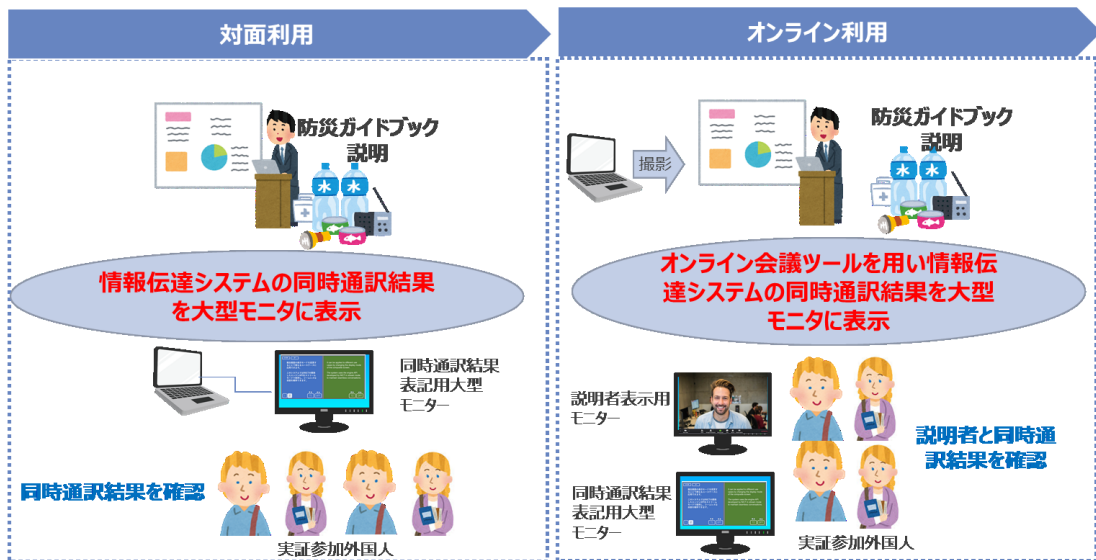 対面利用
防災ガイドブック
説明
水
水
情報伝達システムの同時通訳結果
を大型モニタに表示
同時通訳結果
表記用大型
モニター
同時通訳結果を確認
実証参加外国人
オンライン利用
撮影
防災ガイドブック
説明
水
水
オンライン会議ツールを用い情報伝
達システムの同時通訳結果を大型
モニタに表示
説明者表示用
モニター
同時通訳結果
表記用大型
モニター
説明者と同時通
訳結果を確認
実証参加外国人